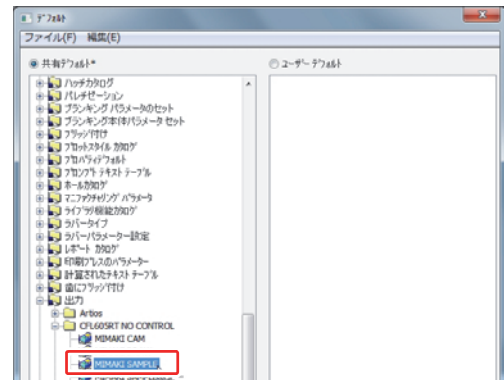 デフォルト
ファイル(F) 編集(E)
共有デフォルト*
ユーザー デフォルト
ハッチカタログ
パレチゼーション
ブランキング パラメータのセット
ブランキング本体パラメータ セット
ブリッジ付け
プロットスタイル カタログ
プロパティデフォルト
プロンプト テキスト テーブル
ホールカタログ
マニファクチャリング パラメータ
ライブラリ機能カタログ
ラバータイプ
ラバーパラメーター設定
レポート カタログ
印刷プレスのパラメーター
計算されたテキスト テーブル
歯にブリッジ付け
出力
Artios
CFL605RT NO CONTROL
MIMAKI CAM
MIMAKI SAMPLE